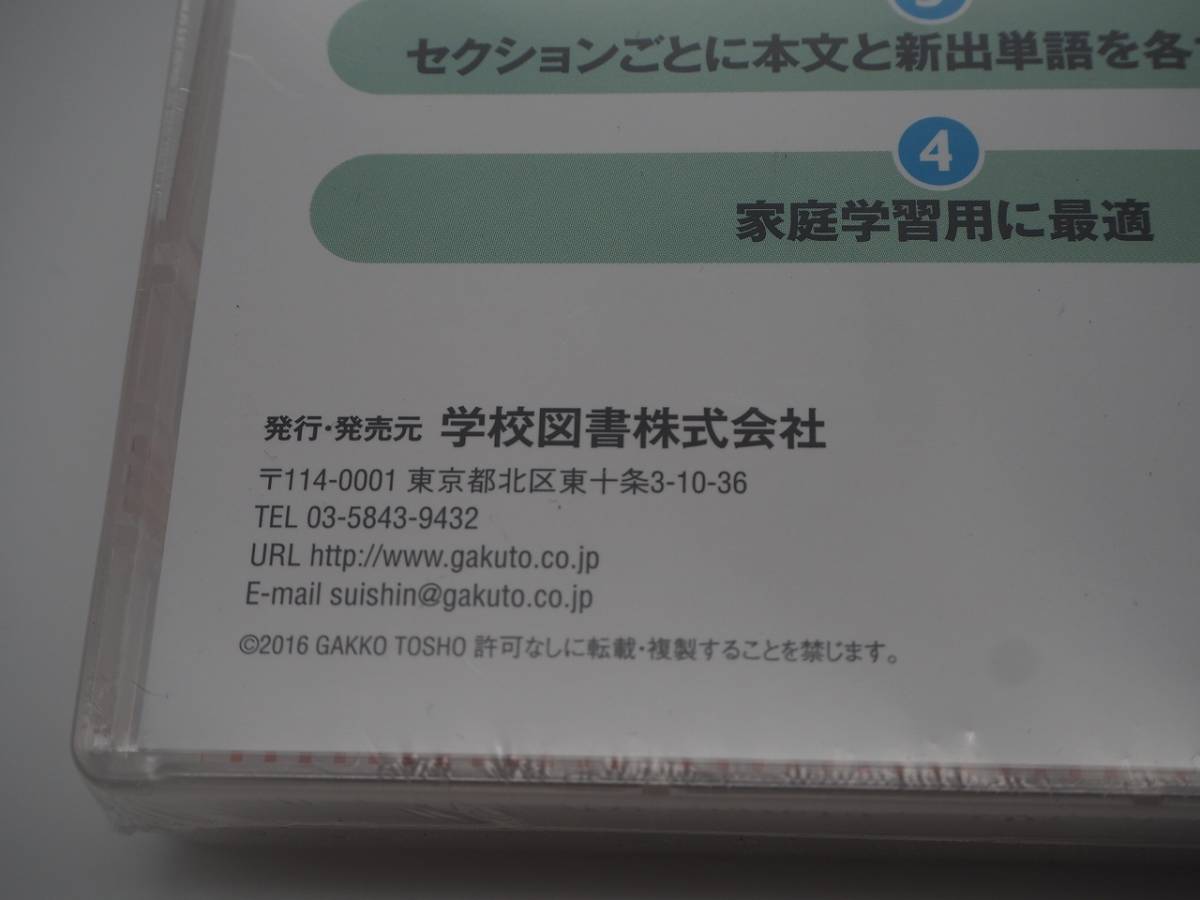 3
セクションごとに本文と新出単語を各
4
家庭学習用に最適
発行・発売元 学校図書株式会社
〒114-0001 東京都北区東十条3-10-36
TEL 03-5843-9432
URL http://www.gakuto.co.jp
E-mail suishin@gakuto.co.jp
©2016 GAKKO TOSHO 許可なしに転載・複製することを禁じます。